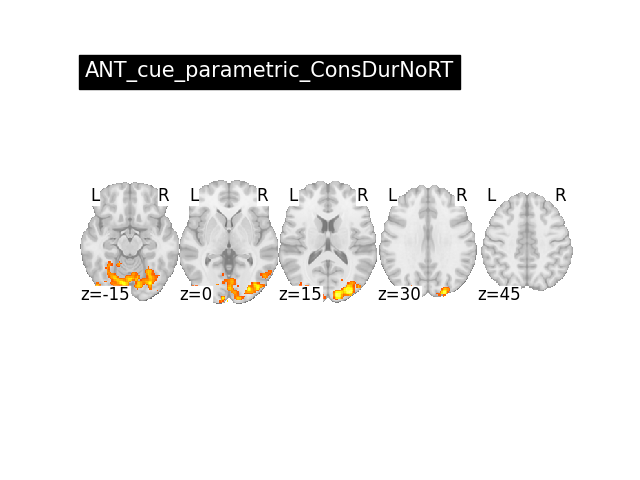 ANT_cue_parametric_ConsDurNoRT
L R L R L R L R L R
z=-15 z=0 z=15 z=30 z=45